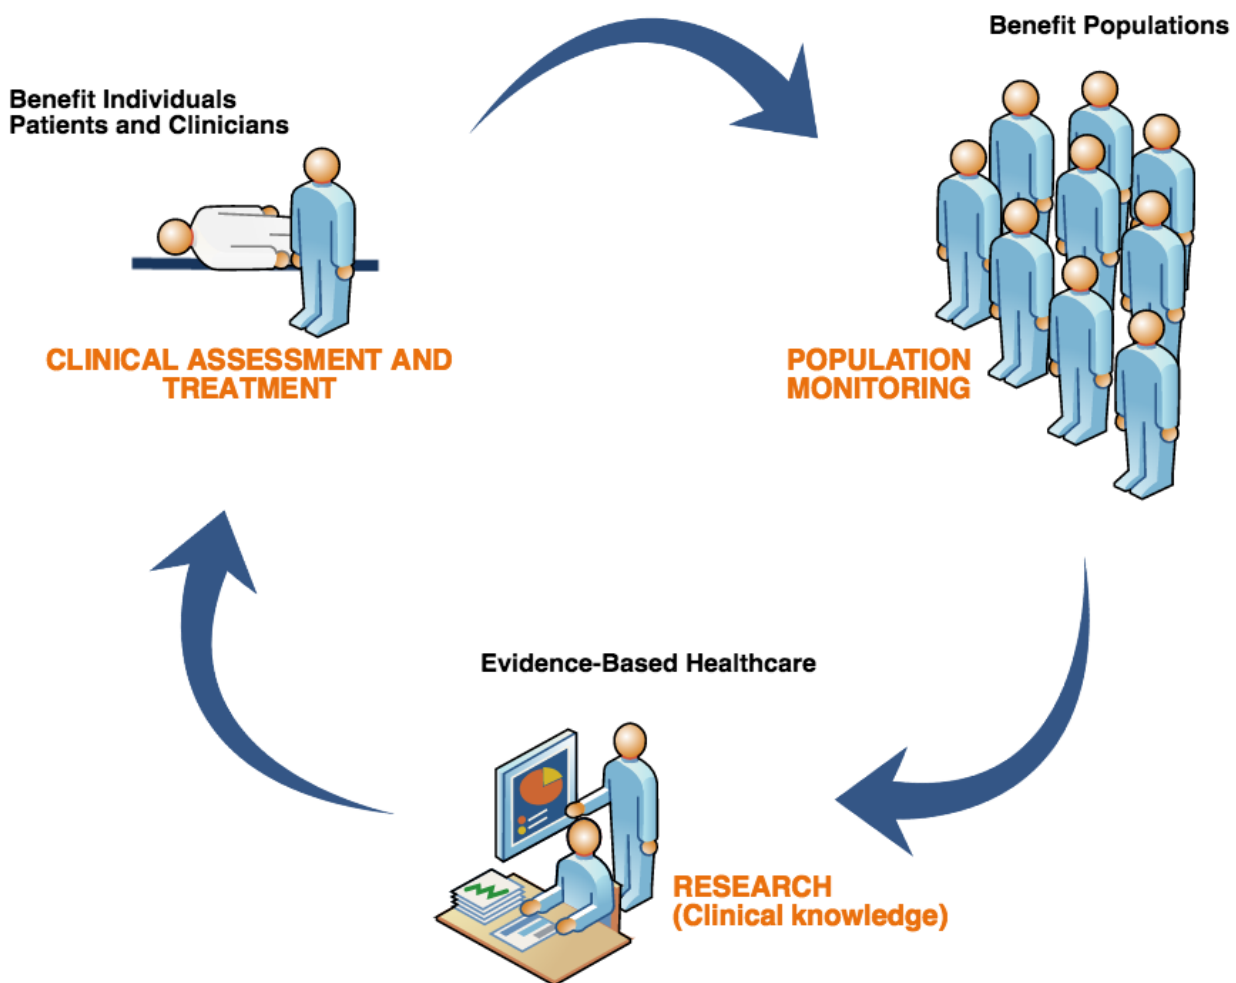 Benefit Populations
Benefit Individuals
Patients and Clinicians
CLINICAL ASSESSMENT AND
TREATMENT
POPULATION
MONITORING
Evidence-Based Healthcare
RESEARCH
(Clinical knowledge)